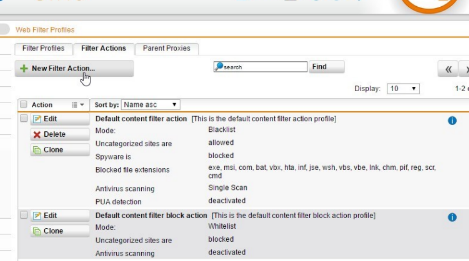 Web Filter Profiles
Filter Profiles Filter Actions Parent Proxies
+ New Filter Action... search Find
Display: 10
1-2
Action Sort by: Name asc
Edit Default content filter action [This is the default content filter action profile]
Delete Mode: Blacklist
Clone Uncategorized sites are allowed
Spyware is blocked
Blocked file extensions exe, msi, com, bat, vbx, hta, inf, jse, wsh, vbs, vbe, lnk, chm, pif, reg, scr,
cmd
Antivirus scanning Single Scan
PUA detection deactivated
Edit Default content filter block action [This is the default content filter block action profile]
Clone Mode: Whitelist
Uncategorized sites are blocked
Antivirus scanning deactivated